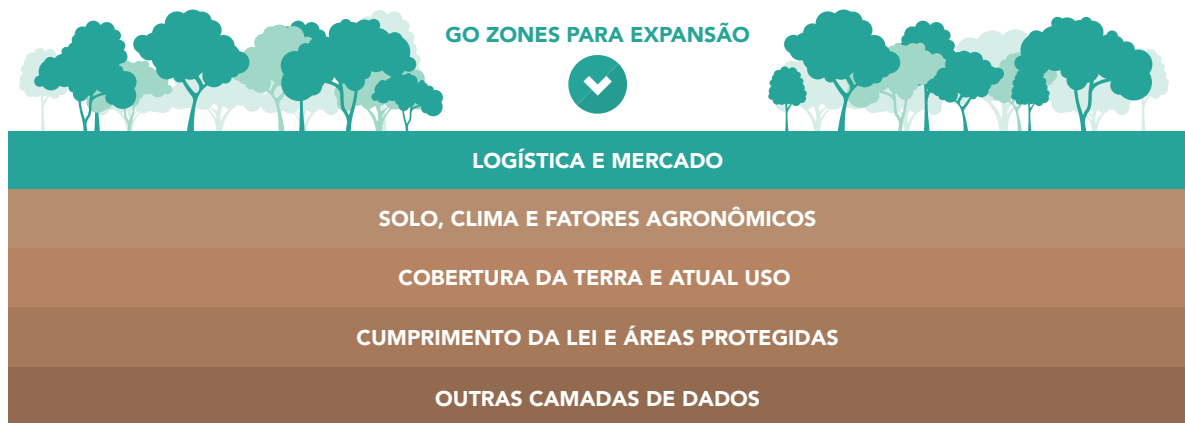 GO ZONES PARA EXPANSÃO
LOGÍSTICA E MERCADO
SOLO, CLIMA E FATORES AGRONÔMICOS
COBERTURA DA TERRA E ATUAL USO
CUMPRIMENTO DA LEI E ÁREAS PROTEGIDAS
OUTRAS CAMADAS DE DADOS